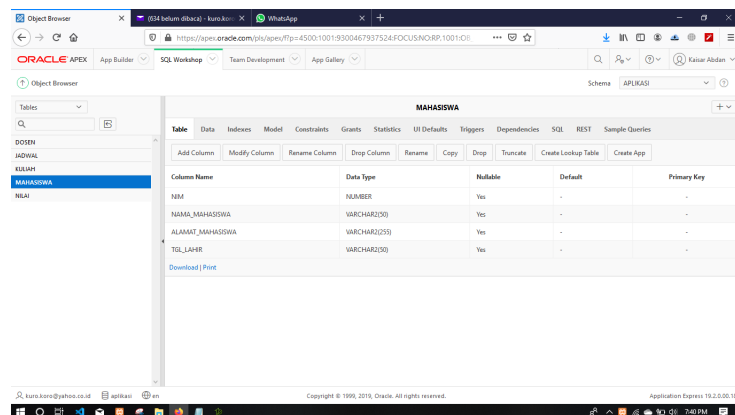 Object Browser
(634 belum dibaca) - kuro.koro
WhatsApp
https://apex.oracle.com/pls/apex/f?p=4500:1001:9300467937524:FOCUS:NO:RP,1001:O6
ORACLE APEX App Builder SQL Workshop Team Development App Gallery Kaisar Abdan
Object Browser Schema APLIKASI
Tables
MAHASISWA
Table Data Indexes Model Constraints Grants Statistics UI Defaults Triggers Dependencies SQL REST Sample Queries
DOSEN
JADWAL
KULIAH
MAHASISWA
NILAI
Add Column Modify Column Rename Column Drop Column Rename Copy Drop Truncate Create Lookup Table Create App
Column Name Data Type Nullable Default Primary Key
NIM NUMBER Yes - -
NAMA_MAHASISWA VARCHAR2(50) Yes - -
ALAMAT_MAHASISWA VARCHAR2(255) Yes - -
TGL_LAHIR VARCHAR2(50) Yes - -
Download | Print
kuro.koro@yahoo.co.id aplikasi en Copyright © 1999, 2019, Oracle. All rights reserved. Application Express 19.2.0.00.18
7:40 PM